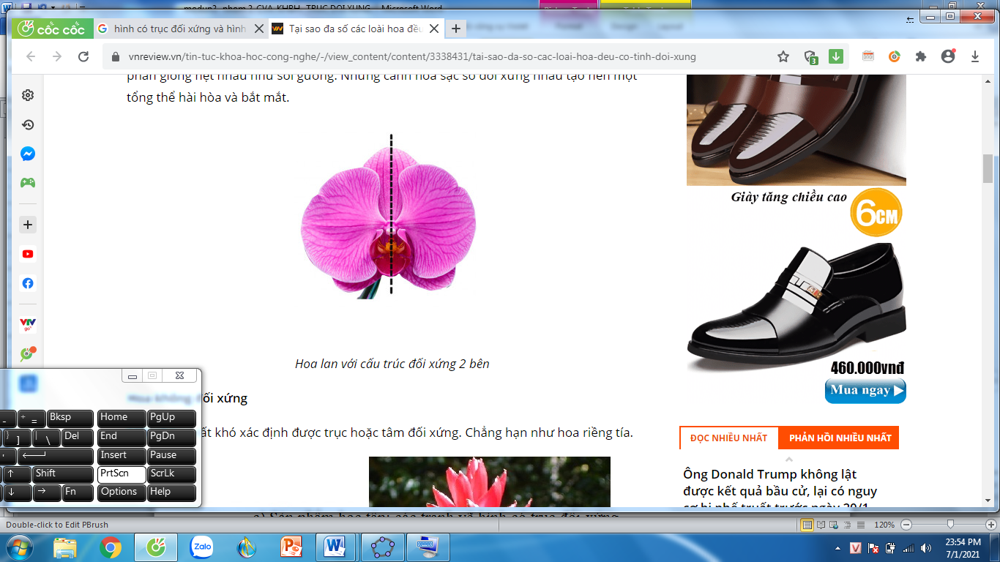 modun2_nhom 2_CVA_KHBH_TRUC DOI XUNG - Microsoft Word
CỐC CỐC
hình có trục đối xứng và hình
Tại sao đa số các loài hoa đều
vnreview.vn/tin-tuc-khoa-hoc-cong-nghe/-/view_content/content/3338431/tai-sao-da-so-cac-loai-hoa-deu-co-tinh-doi-xung
3
phần giống hệt nhau như soi gương. Những cánh hoa sặc sỡ đối xứng nhau tạo nên một
tổng thể hài hòa và bắt mắt.
Hoa lan với cấu trúc đối xứng 2 bên
đối xứng
khó xác định được trục hoặc tâm đối xứng. Chẳng hạn như hoa riềng tía.
Giày tăng chiều cao
6CM
460.000vnđ
Mua ngay
ĐỌC NHIỀU NHẤT
PHẢN HỒI NHIỀU NHẤT
Ông Donald Trump không lật
được kết quả bầu cử, lại có nguy
cơ bị phế truất trước ngày 20/1
VTV
go
- + = Bksp Home PgUp
} ] | \ Del End PgDn
' Insert Pause
↑ Shift PrtScn ScrLk
↓ → Fn Options Help
c) Sản phẩm học tập: các tranh vẽ hình có trục đối xứng
Double-click to Edit PBrush
120%
Zalo
23:54 PM
7/1/2021